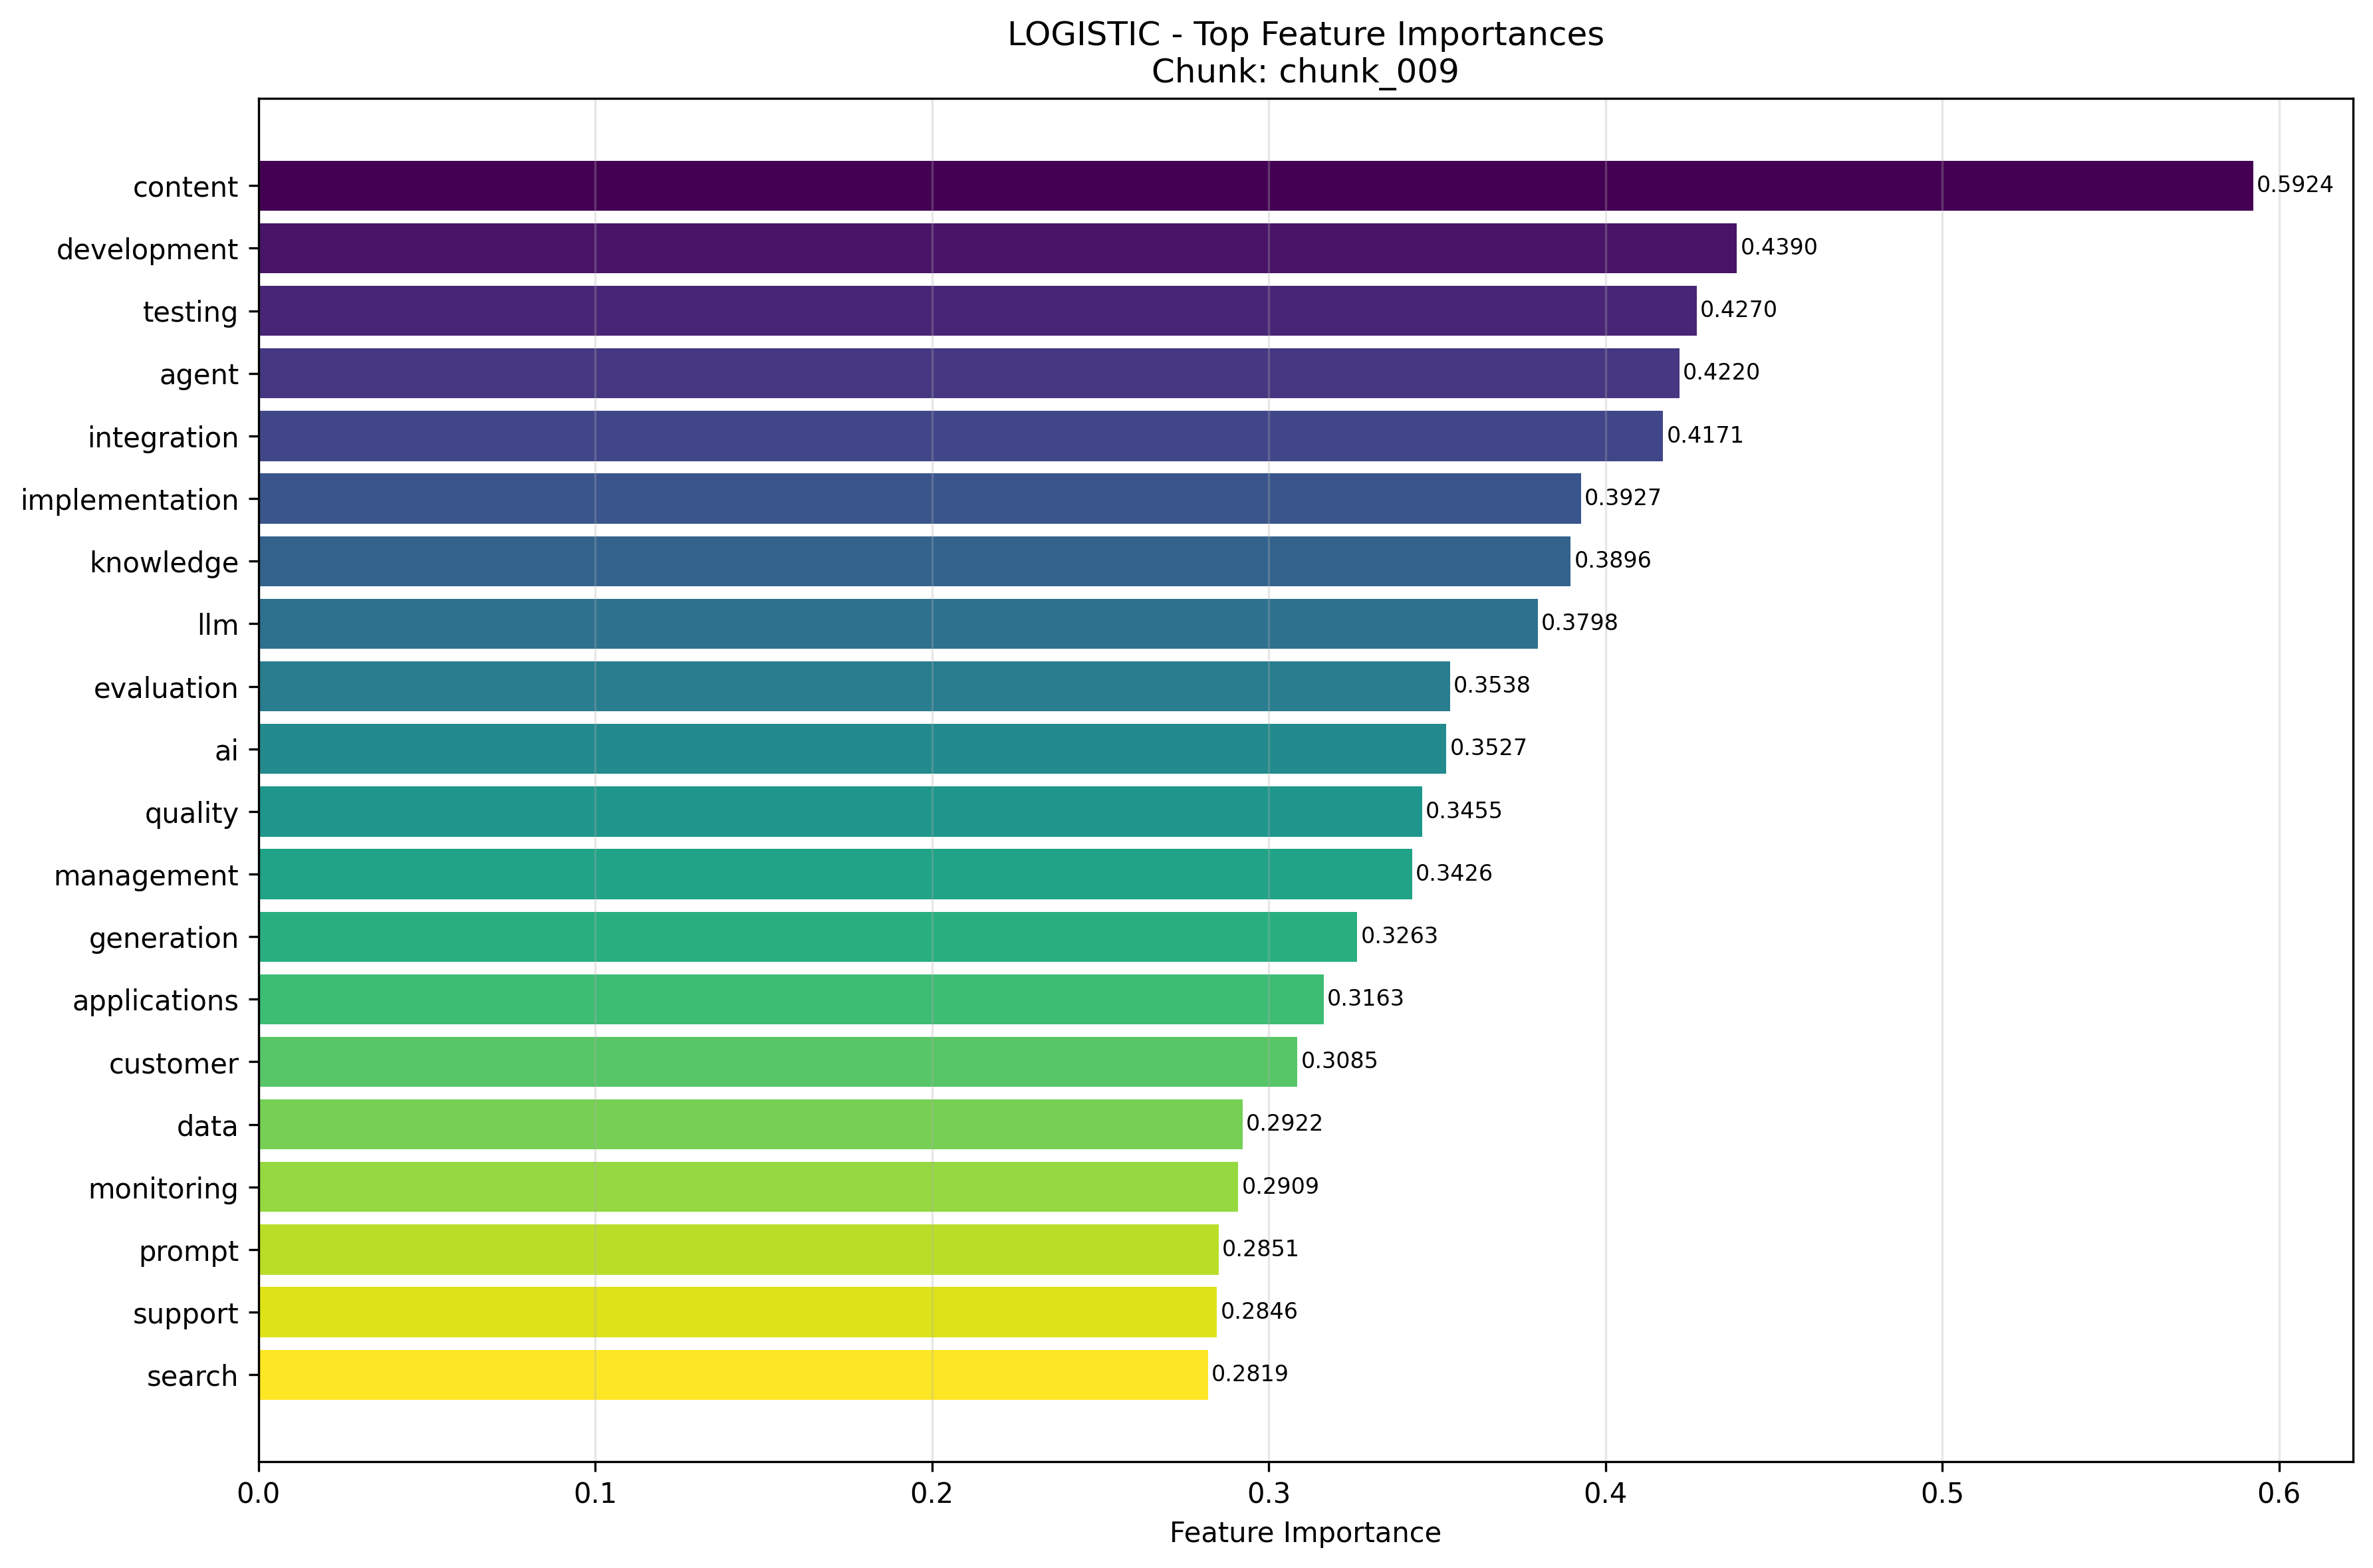 LOGISTIC - Top Feature Importances
Chunk: chunk_009
content 0.5924
development 0.4390
testing 0.4270
agent 0.4220
integration 0.4171
implementation 0.3927
knowledge 0.3896
llm 0.3798
evaluation 0.3538
ai 0.3527
quality 0.3455
management 0.3426
generation 0.3263
applications 0.3163
customer 0.3085
data 0.2922
monitoring 0.2909
prompt 0.2851
support 0.2846
search 0.2819
0.0 0.1 0.2 0.3 0.4 0.5 0.6
Feature Importance